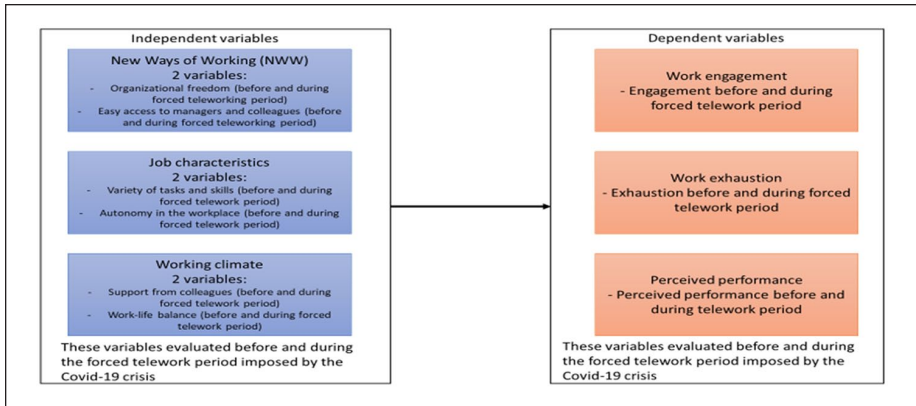 Independent variables
New Ways of Working (NWW)
2 variables:
- Organizational freedom (before and during
forced teleworking period)
- Easy access to managers and colleagues (before
and during forced teleworking period)
Job characteristics
2 variables:
- Variety of tasks and skills (before and during
forced telework period)
- Autonomy in the workplace (before and during
forced telework period)
Working climate
2 variables:
- Support from colleagues (before and during
forced telework period)
- Work-life balance (before and during forced
telework period)
These variables evaluated before and during
the forced telework period imposed by the
Covid-19 crisis
Dependent variables
Work engagement
- Engagement before and during
forced telework period
Work exhaustion
- Exhaustion before and during forced
telework period
Perceived performance
- Perceived performance before and
during telework period
These variables evaluated before and during
the forced telework period imposed by the
Covid-19 crisis